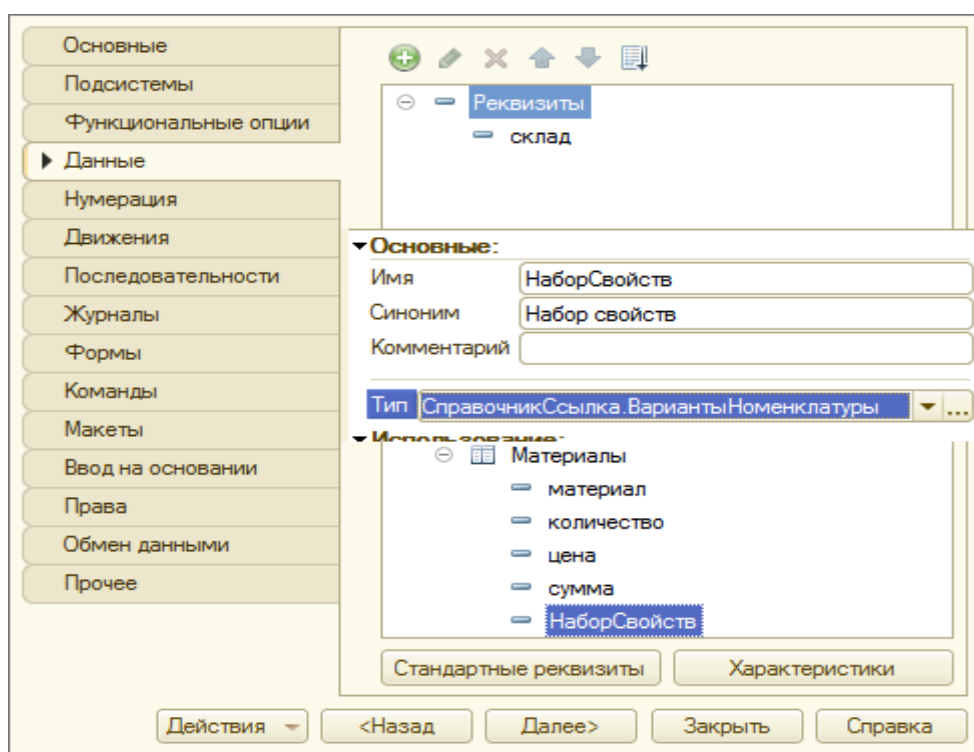 Основные
Подсистемы
Функциональные опции
Данные
Нумерация
Движения
Последовательности
Журналы
Формы
Команды
Макеты
Ввод на основании
Права
Обмен данными
Прочее
Реквизиты
склад
Основные:
Имя НаборСвойств
Синоним Набор свойств
Комментарий
Тип СправочникСсылка.ВариантыНоменклатуры ...
Использование:
Материалы
материал
количество
цена
сумма
НаборСвойств
Стандартные реквизиты Характеристики
Действия <Назад Далее> Закрыть Справка